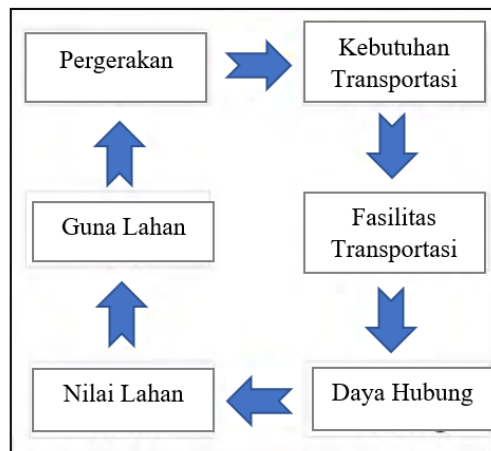 Pergerakan
Kebutuhan
Transportasi
Guna Lahan
Fasilitas
Transportasi
Nilai Lahan
Daya Hubung